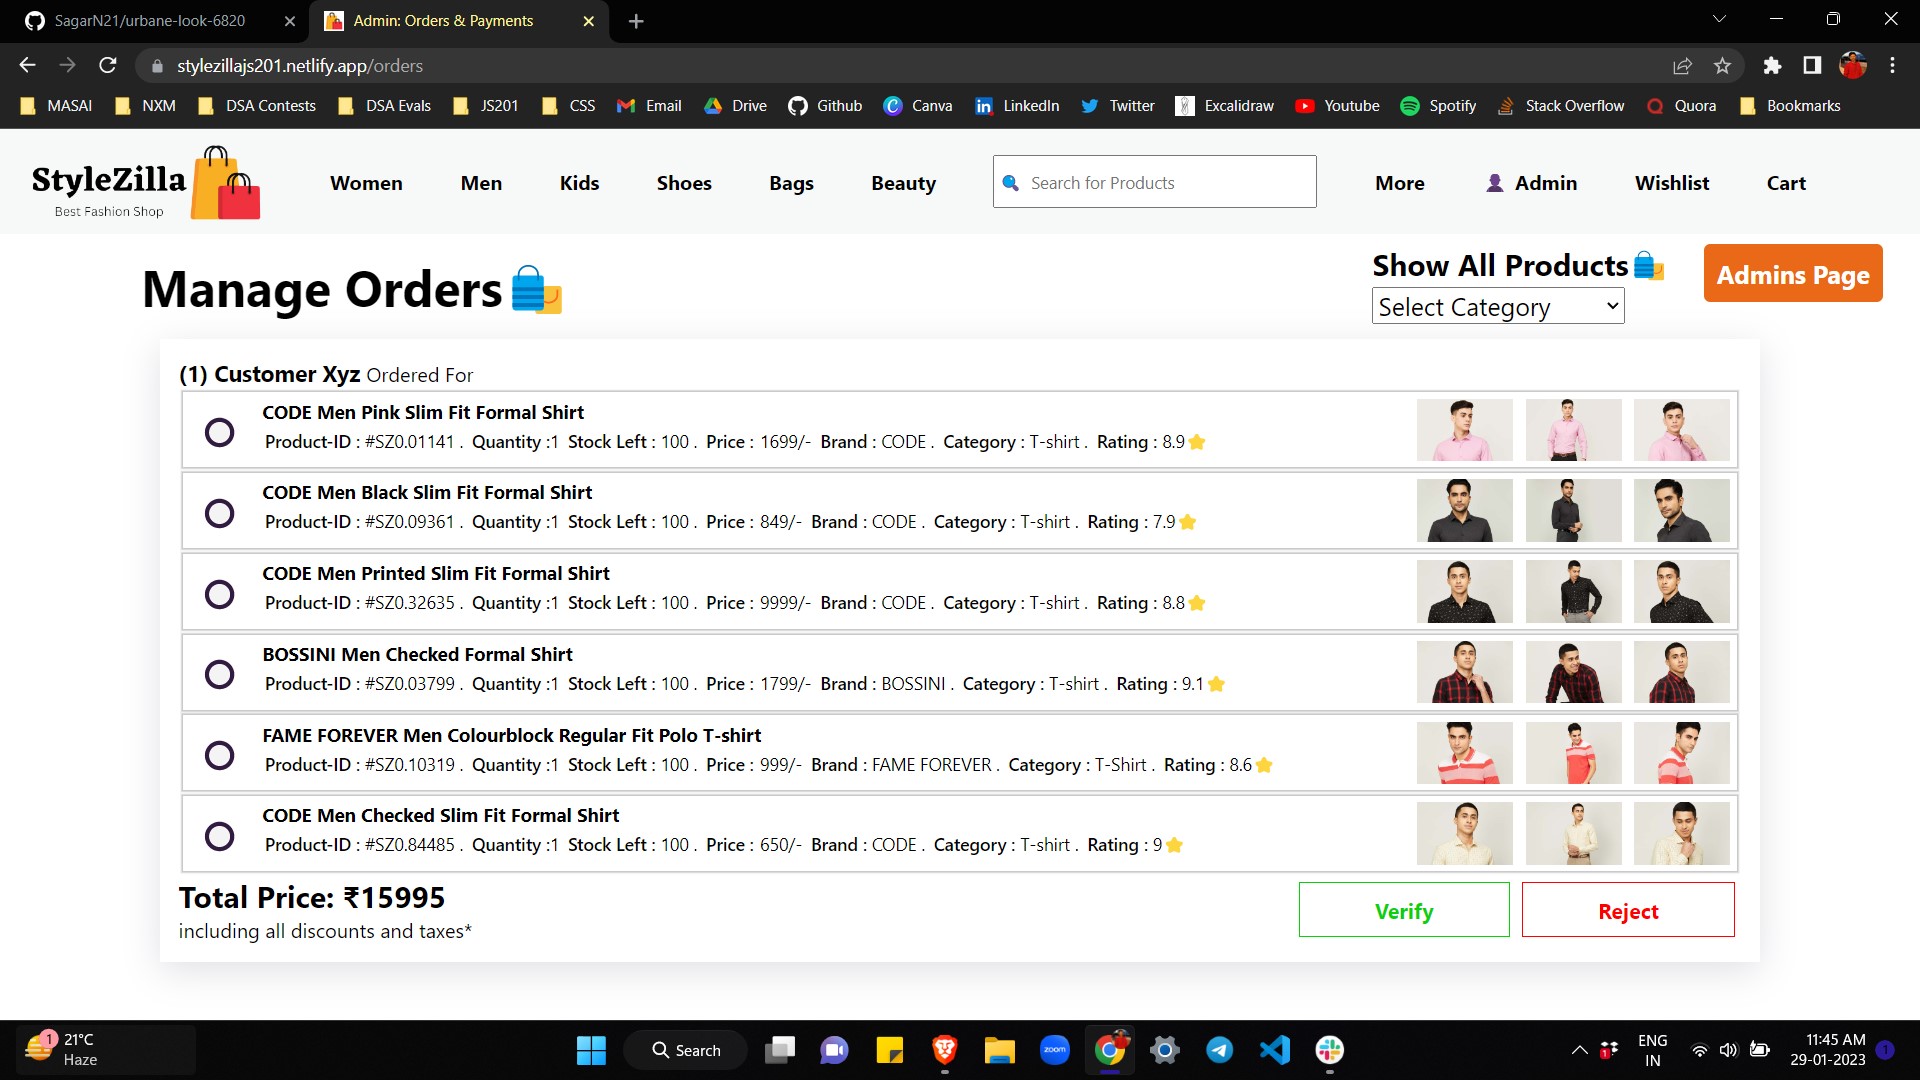 SagarN21/urbane-look-6820
Admin: Orders & Payments
stylezillajs201.netlify.app/orders
MASAI NXM DSA Contests DSA Evals JS201 CSS Email Drive Github Canva LinkedIn Twitter Excalidraw Youtube Spotify Stack Overflow Quora Bookmarks
StyleZilla
Best Fashion Shop
Women Men Kids Shoes Bags Beauty Search for Products More Admin Wishlist Cart
Manage Orders
Show All Products
Select Category
Admins Page
(1) Customer Xyz Ordered For
CODE Men Pink Slim Fit Formal Shirt
Product-ID : #SZ0.01141 . Quantity :1 Stock Left : 100 . Price : 1699/- Brand : CODE . Category : T-shirt . Rating : 8.9
CODE Men Black Slim Fit Formal Shirt
Product-ID : #SZ0.09361 . Quantity :1 Stock Left : 100 . Price : 849/- Brand : CODE . Category : T-shirt . Rating : 7.9
CODE Men Printed Slim Fit Formal Shirt
Product-ID : #SZ0.32635 . Quantity :1 Stock Left : 100 . Price : 9999/- Brand : CODE . Category : T-shirt . Rating : 8.8
BOSSINI Men Checked Formal Shirt
Product-ID : #SZ0.03799 . Quantity :1 Stock Left : 100 . Price : 1799/- Brand : BOSSINI . Category : T-shirt . Rating : 9.1
FAME FOREVER Men Colourblock Regular Fit Polo T-shirt
Product-ID : #SZ0.10319 . Quantity :1 Stock Left : 100 . Price : 999/- Brand : FAME FOREVER . Category : T-Shirt . Rating : 8.6
CODE Men Checked Slim Fit Formal Shirt
Product-ID : #SZ0.84485 . Quantity :1 Stock Left : 100 . Price : 650/- Brand : CODE . Category : T-shirt . Rating : 9
Total Price: ₹15995
including all discounts and taxes*
Verify
Reject
1
21°C
Haze
Search
zoom
1
ENG
IN
11:45 AM
29-01-2023
1